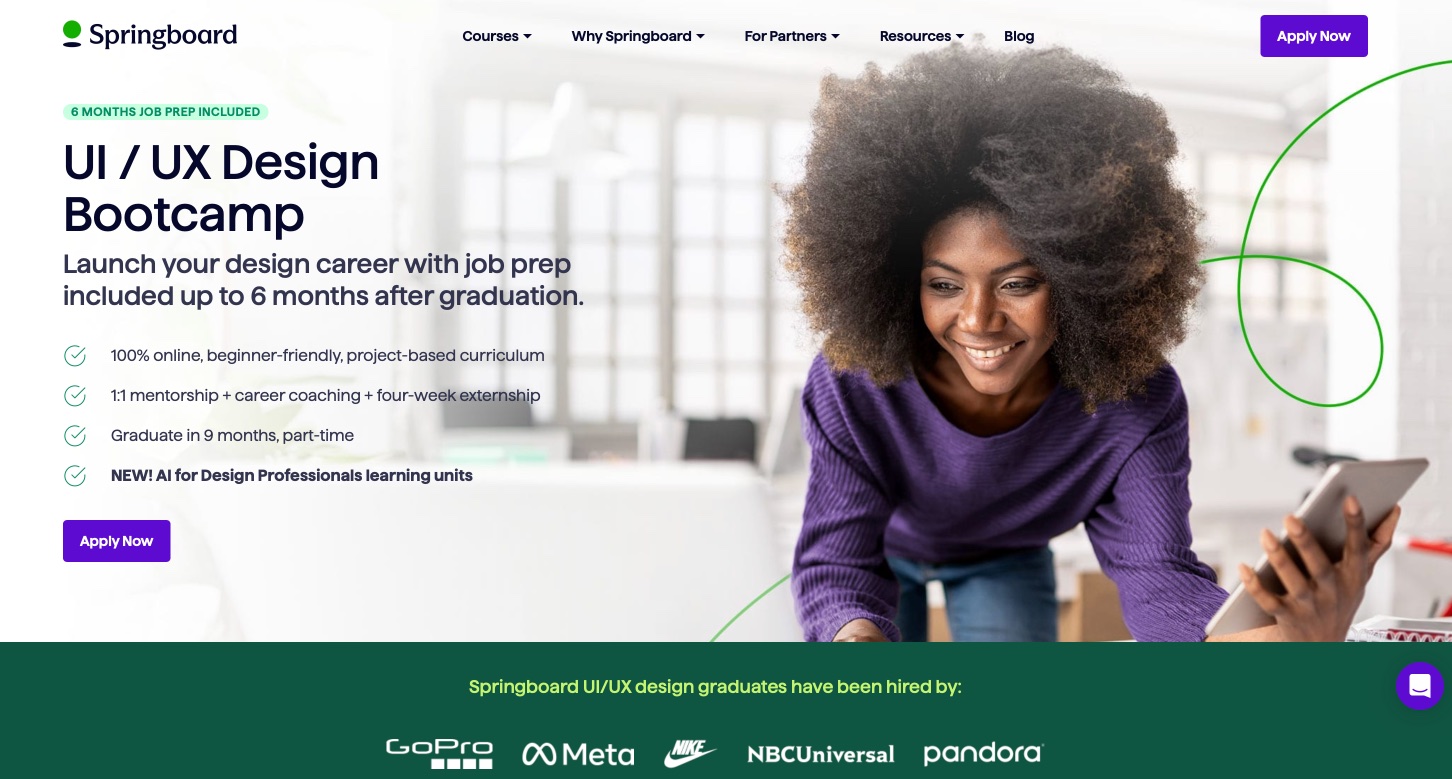 Springboard
Courses
Why Springboard
For Partners
Resources
Blog
Apply Now
6 MONTHS JOB PREP INCLUDED
UI / UX Design
Bootcamp
Launch your design career with job prep
included up to 6 months after graduation.
100% online, beginner-friendly, project-based curriculum
1:1 mentorship + career coaching + four-week externship
Graduate in 9 months, part-time
NEW! AI for Design Professionals learning units
Apply Now
Springboard UI/UX design graduates have been hired by:
GoPro
Meta
NIKE
NBCUniversal
pandora